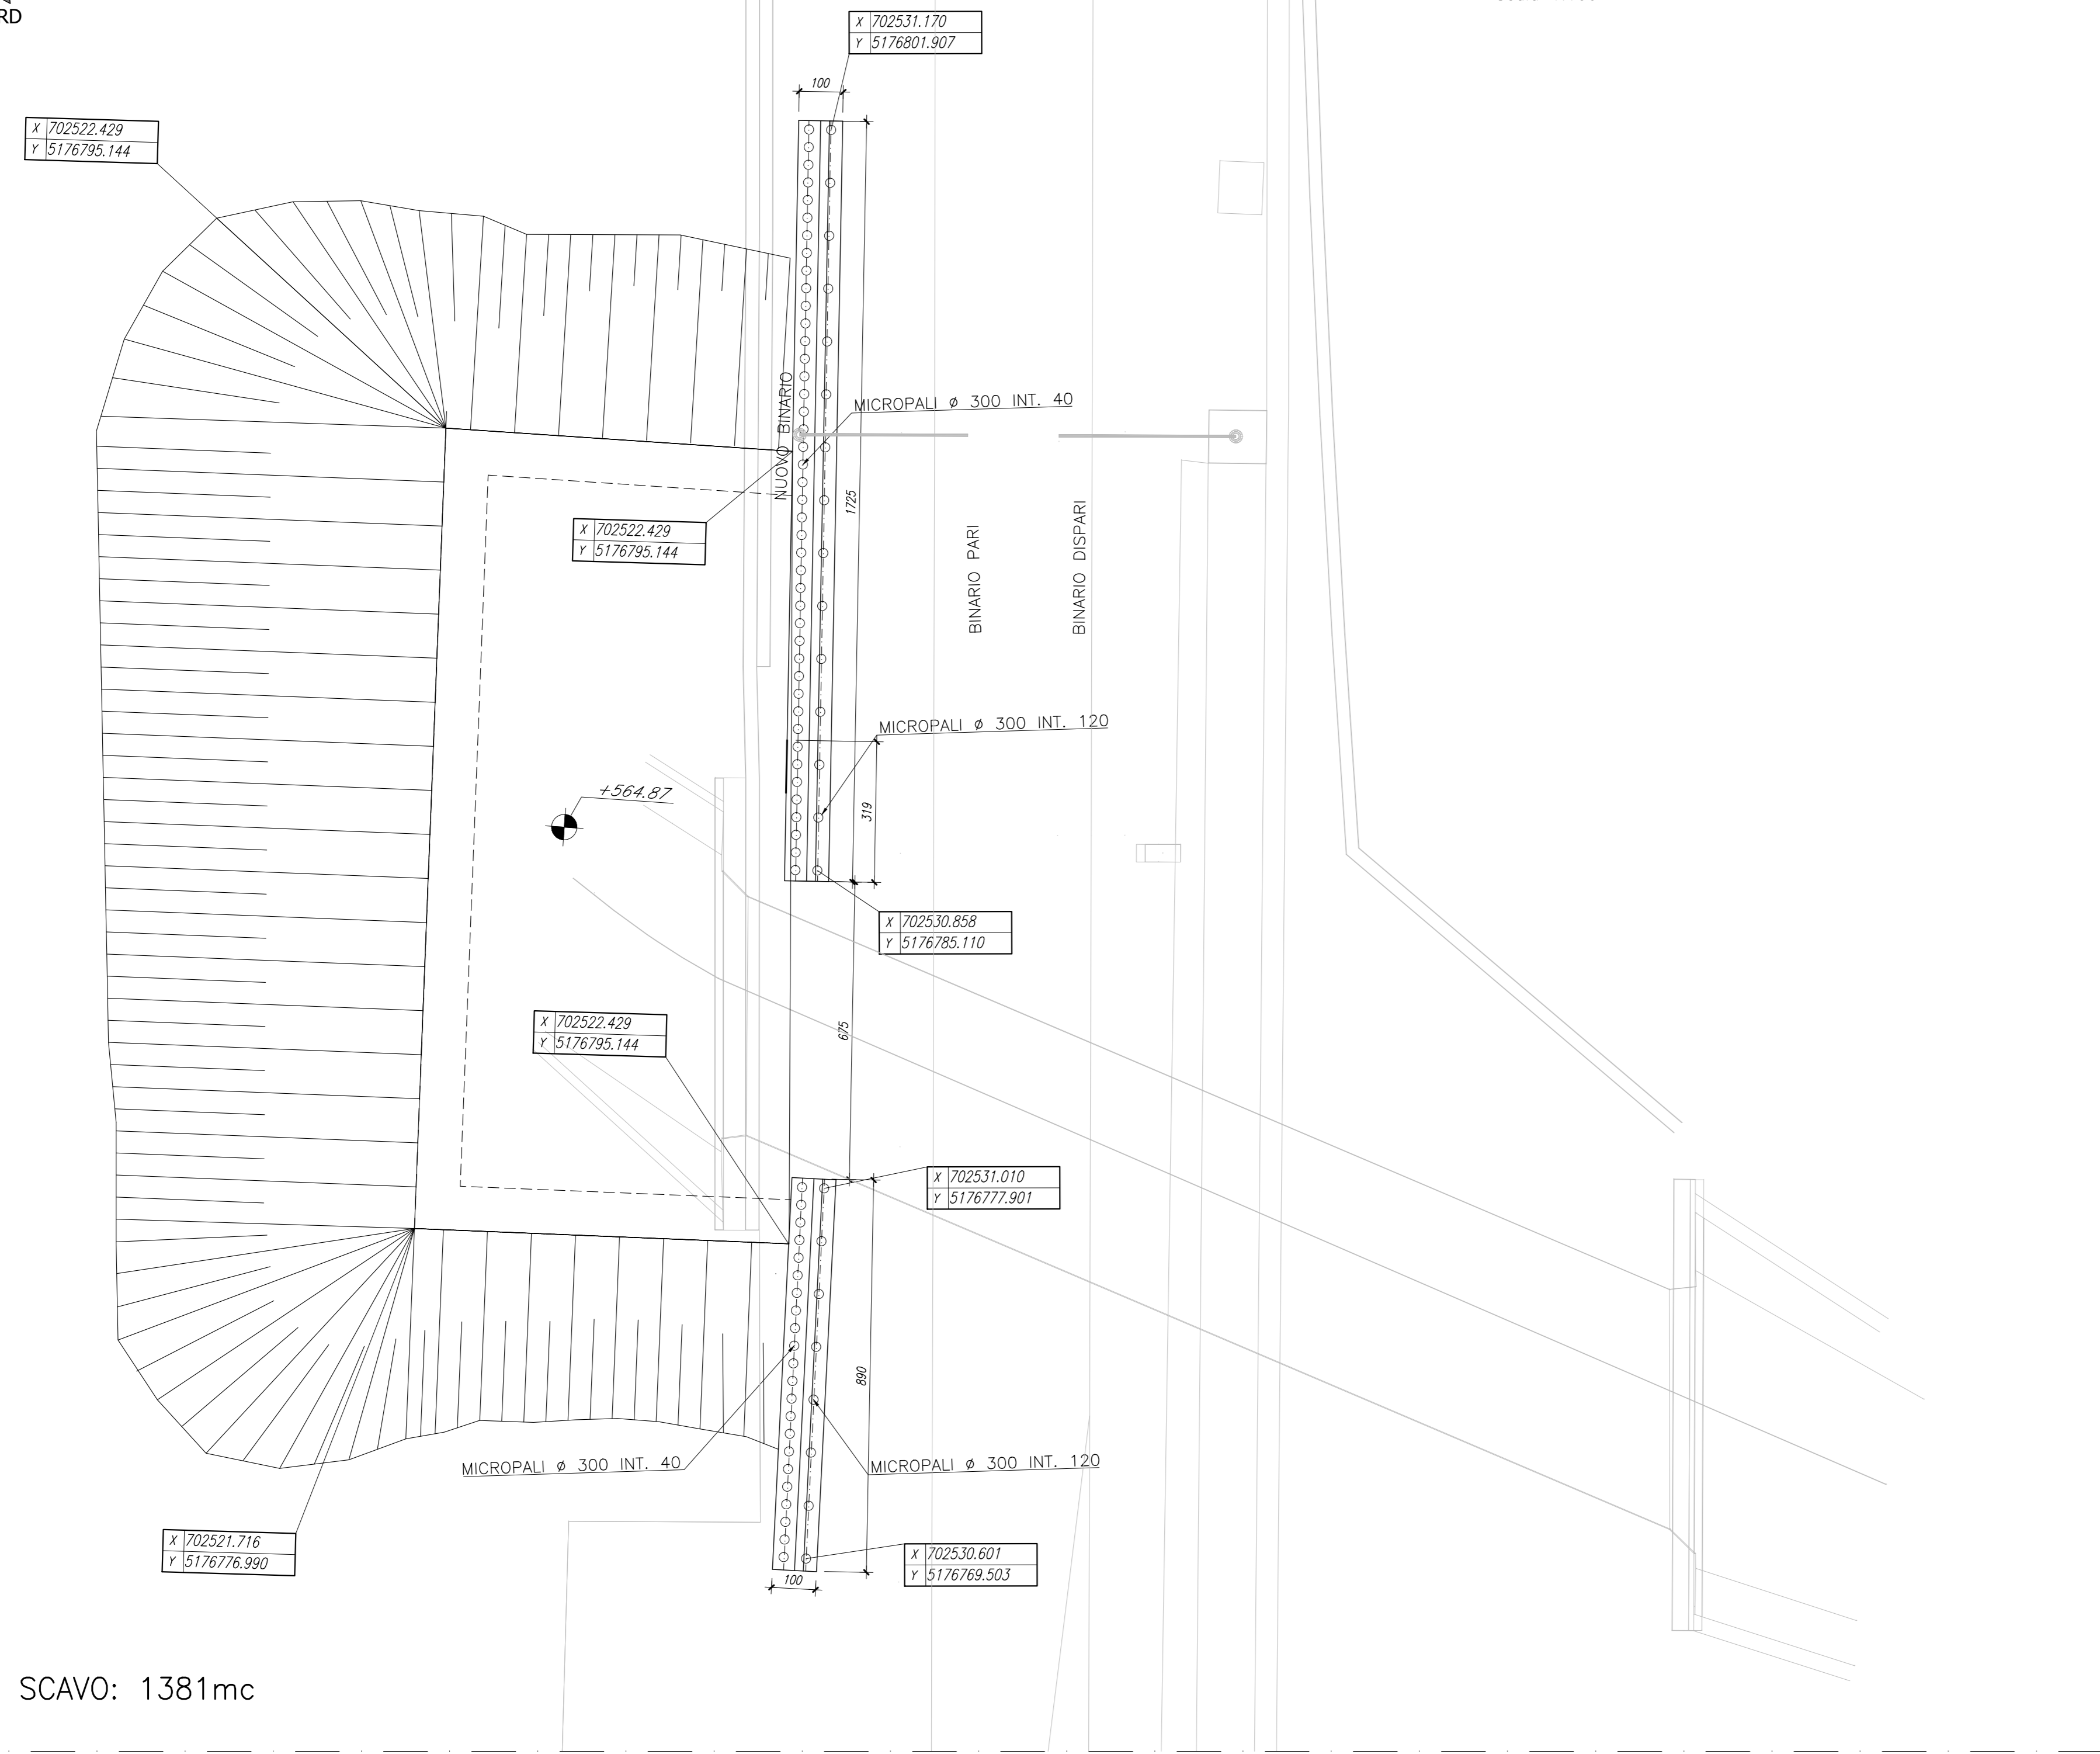 RD
X 702531.170
Y 5176801.907
100
X 702522.429
Y 5176795.144
NUOVO BINARIO
MICROPALI ø 300 INT. 40
1725
X 702522.429
Y 5176795.144
BINARIO PARI
BINARIO DISPARI
MICROPALI ø 300 INT. 120
+564.87
319
X 702530.858
Y 5176785.110
X 702522.429
Y 5176795.144
675
X 702531.010
Y 5176777.901
890
MICROPALI ø 300 INT. 40
MICROPALI ø 300 INT. 120
X 702521.716
Y 5176776.990
X 702530.601
Y 5176769.503
100
SCAVO: 1381mc